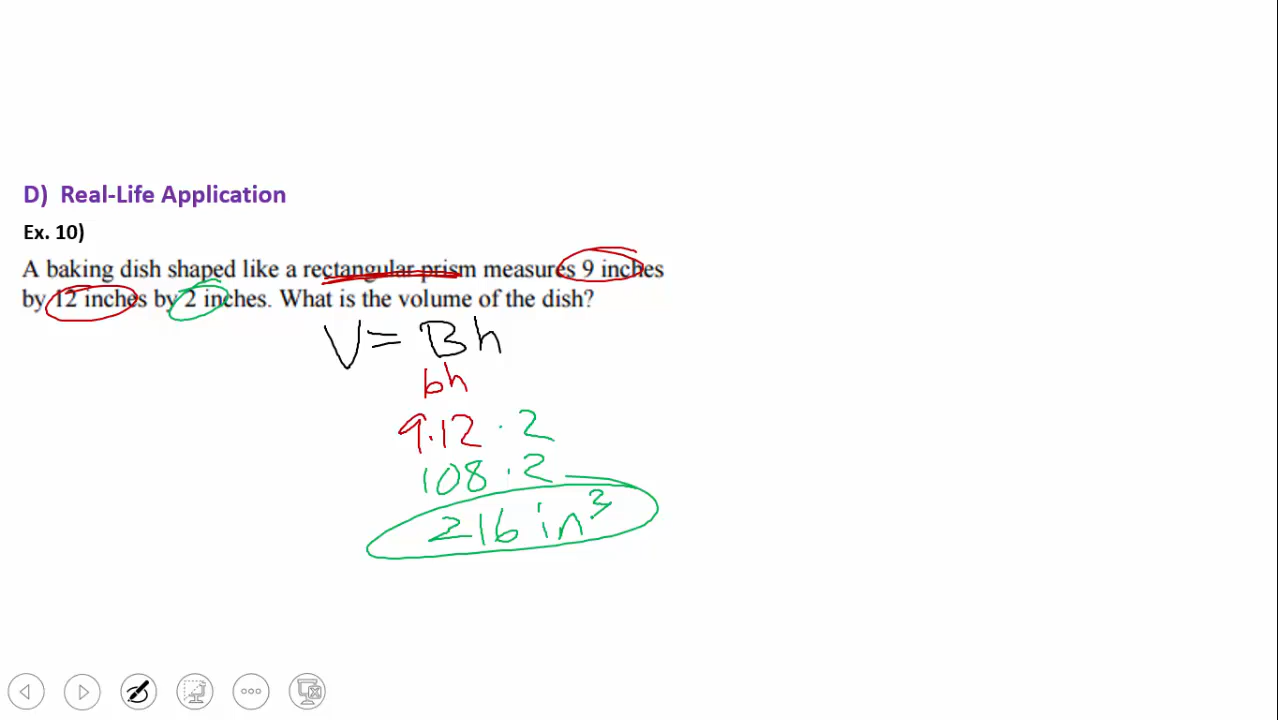 D) Real-Life Application
Ex. 10)
A baking dish shaped like a rectangular prism measures 9 inches
by 12 inches by 2 inches. What is the volume of the dish?
V = Bh
bh
9.12 · 2
108 · 2
216 in³